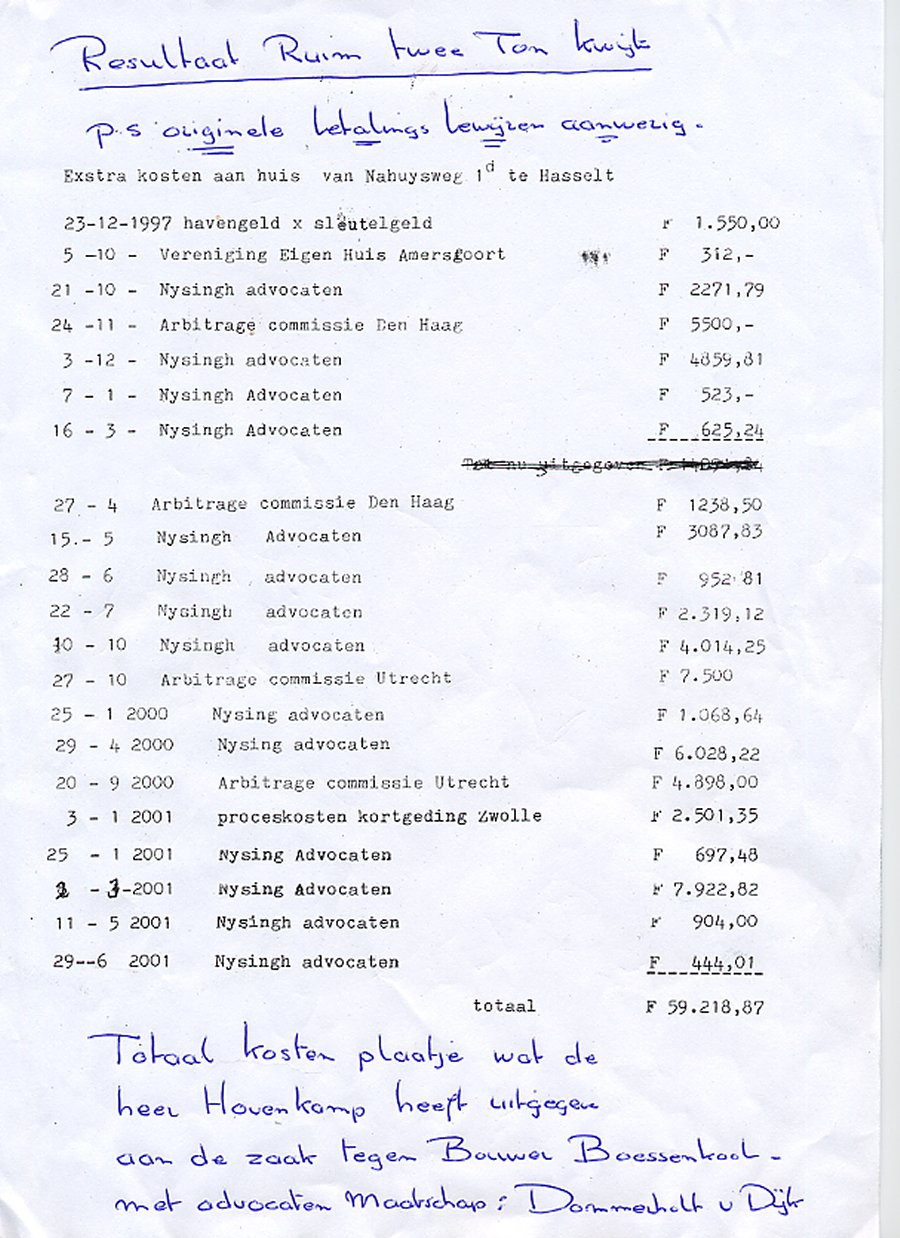 Resultaat Ruim twee Ton kwijt
p.s originele betalings bewijzen aanwezig.
Exstra kosten aan huis van Nahuysweg 1d te Hasselt
23-12-1997 havengeld x sleutelgeld F 1.550,00
5 -10 - Vereniging Eigen Huis Amersgoort F 312,-
21 -10 - Nysingh advocaten F 2271,79
24 -11 - Arbitrage commissie Den Haag F 5500,-
3 -12 - Nysingh advocaten F 4859,81
7 - 1 - Nysingh Advocaten F 523,-
16 - 3 - Nysingh Advocaten F 625,24
27 - 4 Arbitrage commissie Den Haag F 1238,50
15.- 5 Nysingh Advocaten F 3087,83
28 - 6 Nysingh advocaten F 952,81
22 - 7 Nysingh advocaten F 2.319,12
10 - 10 Nysingh advocaten F 4.014,25
27 - 10 Arbitrage commissie Utrecht F 7.500
25 - 1 2000 Nysing advocaten F 1.068,64
29 - 4 2000 Nysing advocaten F 6.028,22
20 - 9 2000 Arbitrage commissie Utrecht F 4.898,00
3 - 1 2001 proceskosten kortgeding Zwolle F 2.501,35
25 - 1 2001 Nysing Advocaten F 697,48
- 3-2001 Nysing Advocaten F 7.922,82
11 - 5 2001 Nysingh advocaten F 904,00
29--6 2001 Nysingh advocaten F 444,01
totaal F 59.218,87
Totaal kosten plaatje wat de
heer Hovenkamp heeft uitgegeven
aan de zaak tegen Bouwer Boessenkool -
met advocaten Maatschap: Dommerholt v Dijk